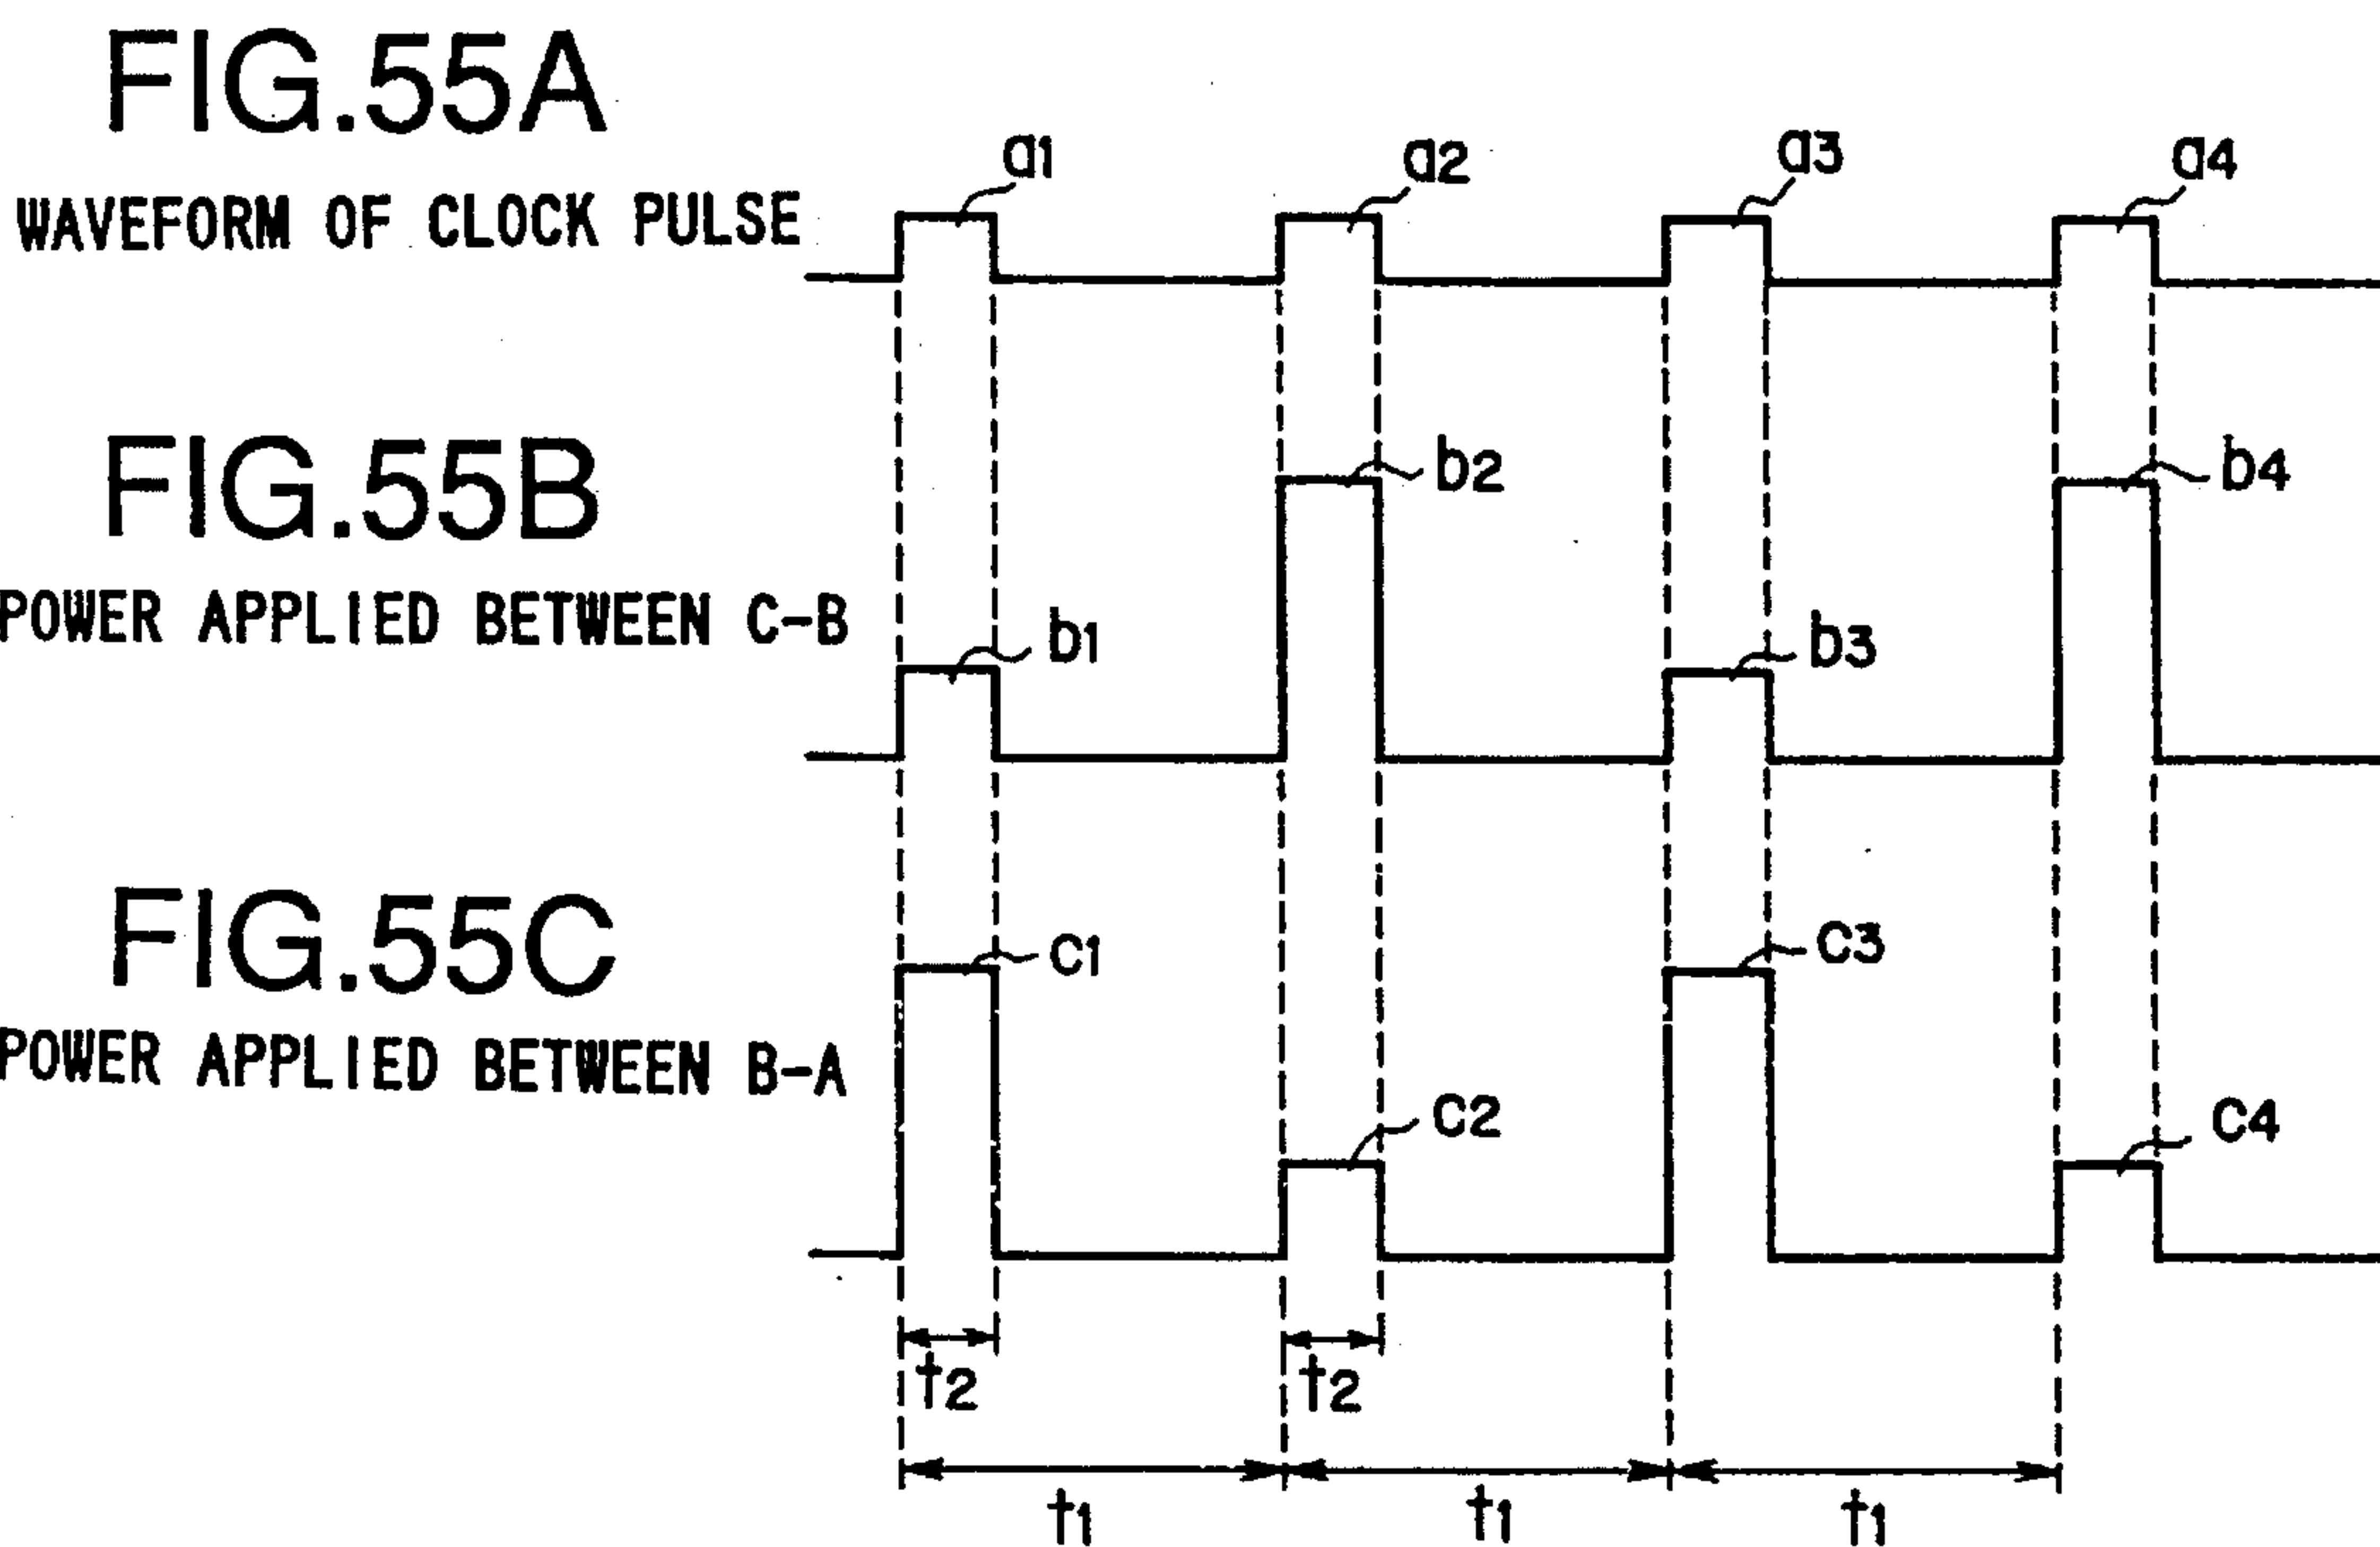 FIG.55A
WAVEFORM OF CLOCK PULSE
a1
a2
a3
a4
FIG.55B
POWER APPLIED BETWEEN C-B
b1
b2
b3
b4
FIG.55C
POWER APPLIED BETWEEN B-A
c1
c2
c3
c4
t2
t2
t1
t1
t1